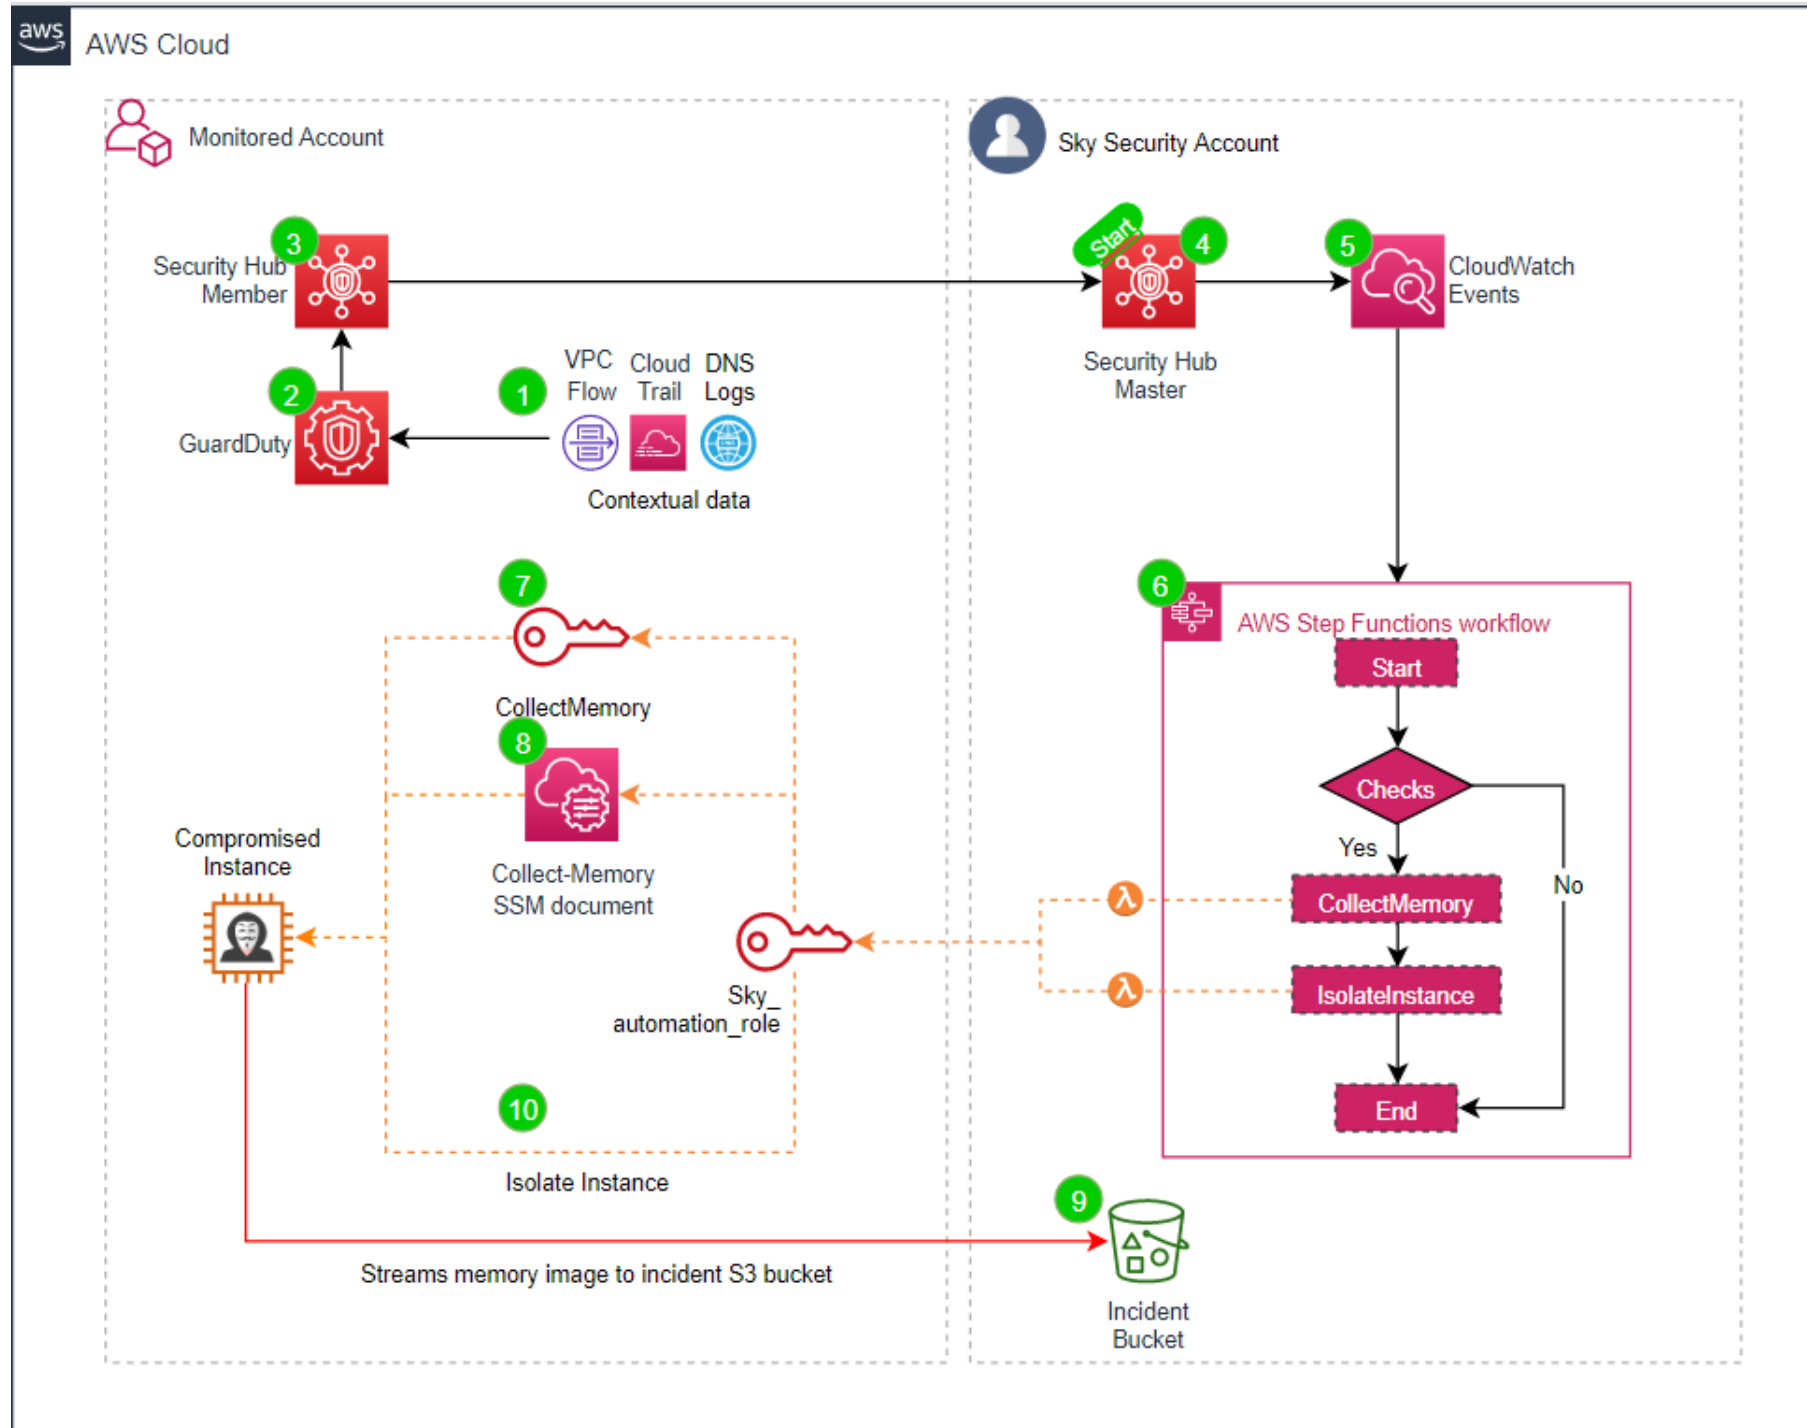 aws
AWS Cloud
Monitored Account
Sky Security Account
3
Security Hub
Member
Start
4
Security Hub
Master
5
CloudWatch
Events
2
GuardDuty
1
VPC
Flow
Cloud
Trail
DNS
Logs
DNS
Contextual data
7
CollectMemory
8
Collect-Memory
SSM document
Compromised
Instance
Sky_
automation_role
10
Isolate Instance
6
AWS Step Functions workflow
Start
Checks
Yes
No
λ
CollectMemory
λ
IsolateInstance
End
9
Streams memory image to incident S3 bucket
Incident
Bucket